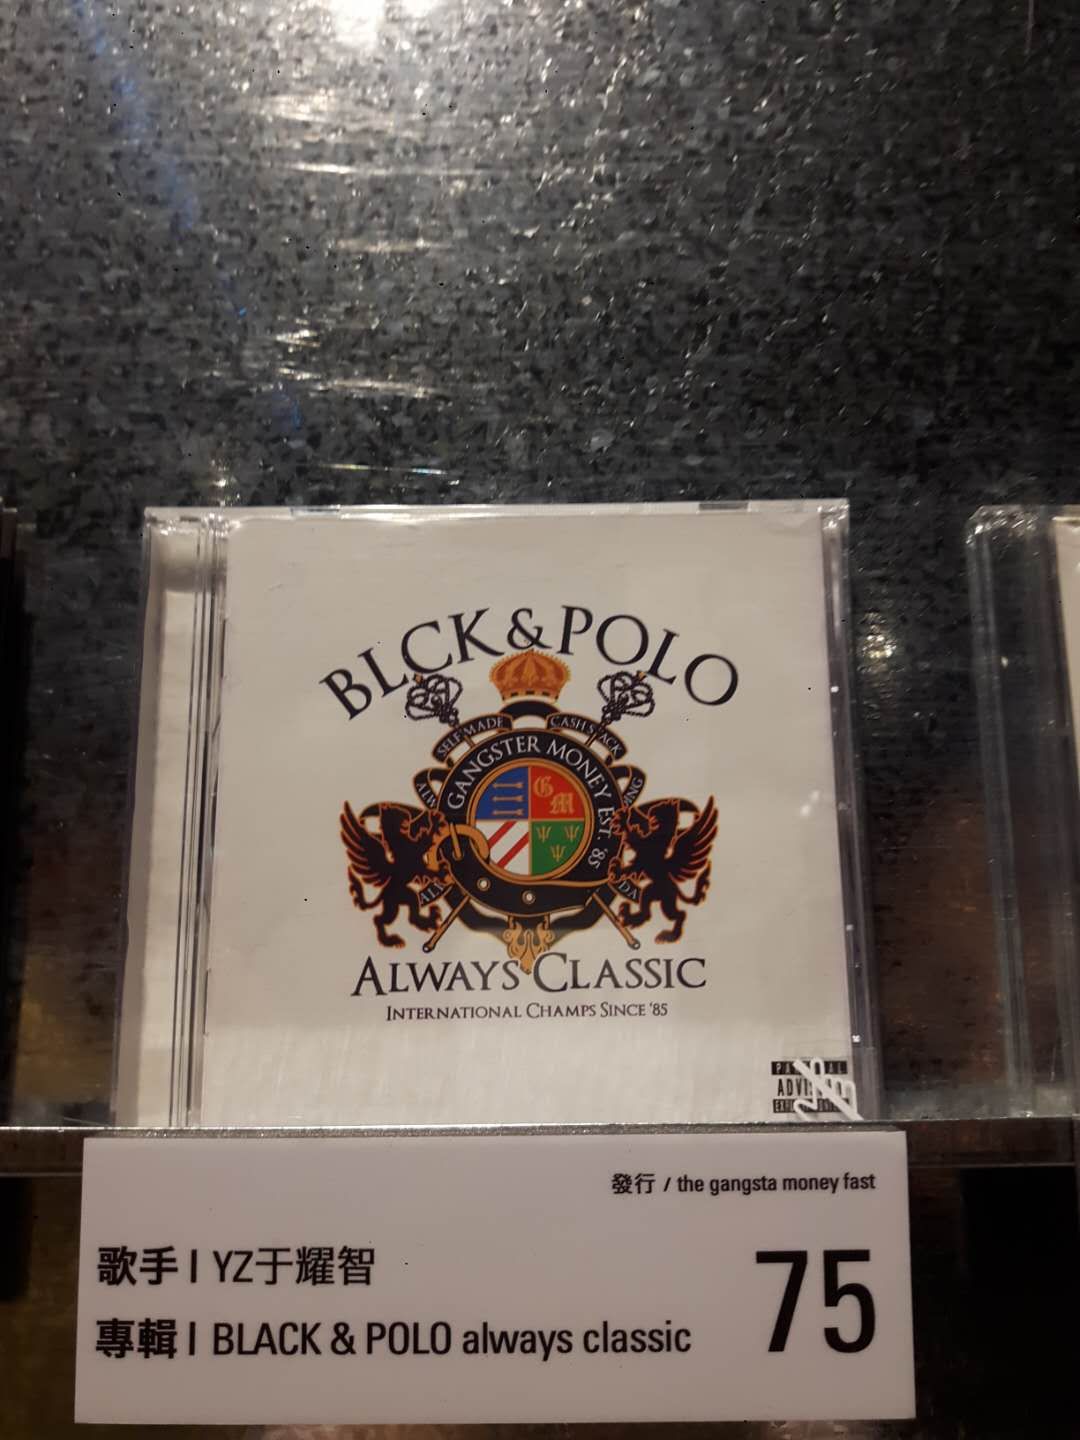 BLCK & POLO
SELF MADE
CASH STACK
GANGSTER MONEY EST. '85
GM
ALWAYS CLASSIC
INTERNATIONAL CHAMPS SINCE '85
發行 / the gangsta money fast
歌手 | YZ于耀智
專輯 | BLACK & POLO always classic
75